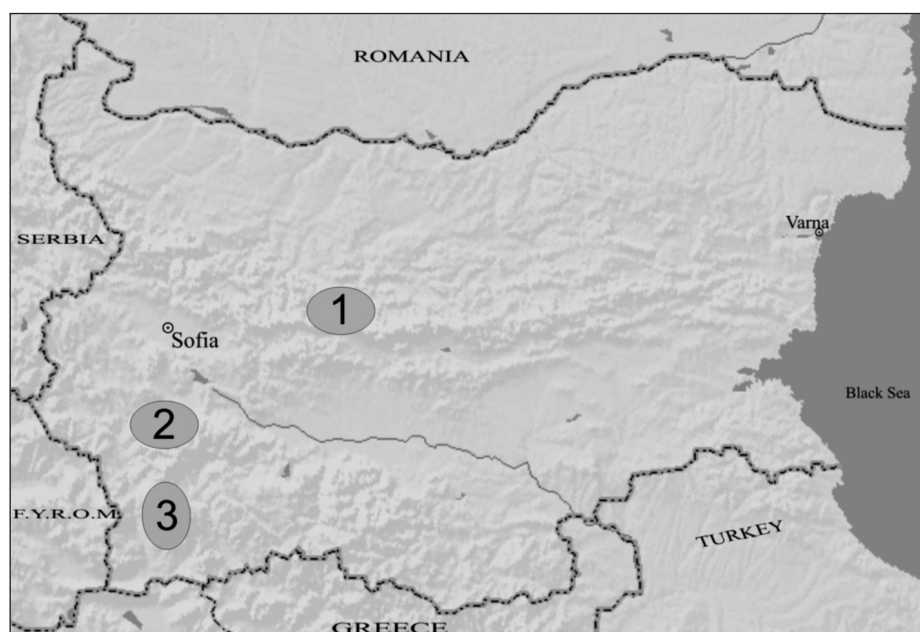 ROMANIA
Varna
SERBIA
1
Sofia
Black Sea
2
F.Y.R.O.M.
3
TURKEY
GREECE